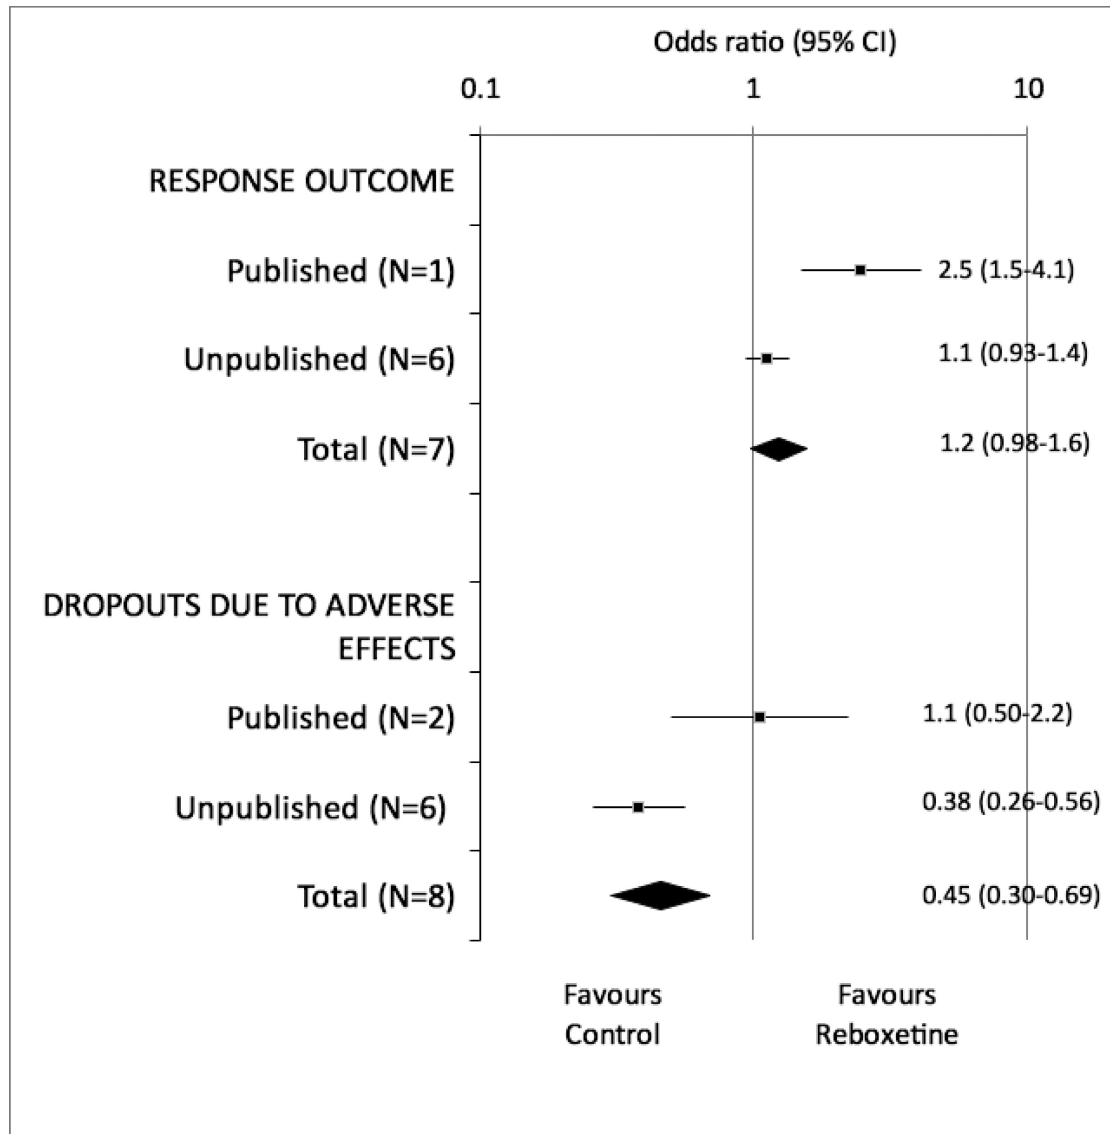 Odds ratio (95% CI)
0.1 1 10
RESPONSE OUTCOME
Published (N=1) 2.5 (1.5-4.1)
Unpublished (N=6) 1.1 (0.93-1.4)
Total (N=7) 1.2 (0.98-1.6)
DROPOUTS DUE TO ADVERSE
EFFECTS
Published (N=2) 1.1 (0.50-2.2)
Unpublished (N=6) 0.38 (0.26-0.56)
Total (N=8) 0.45 (0.30-0.69)
Favours Favours
Control Reboxetine